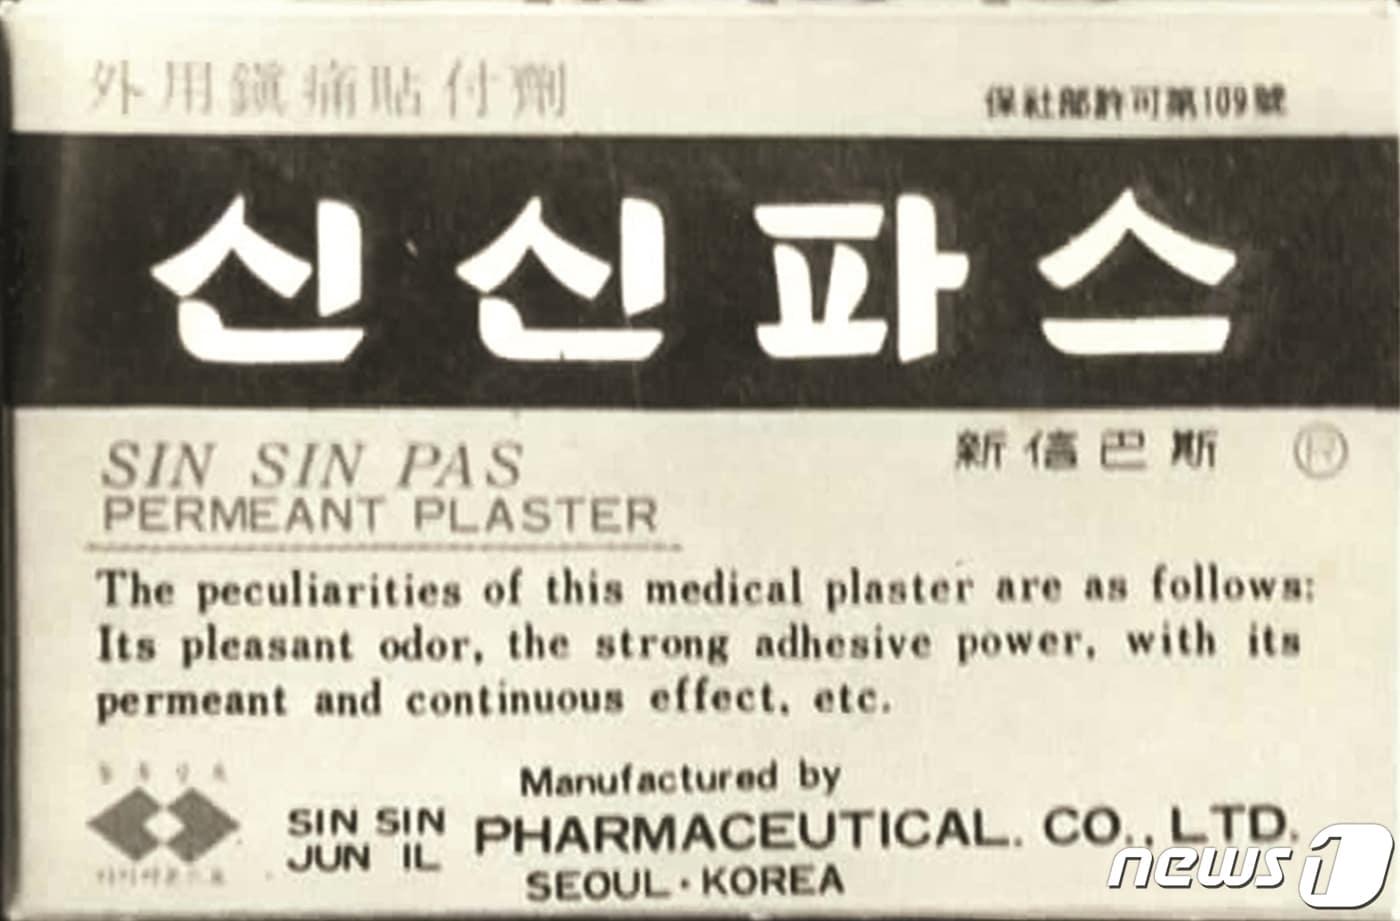 外用鎭痛貼付劑
保社部許可第109號
신신파스
SIN SIN PAS
新信巴斯 ®
PERMEANT PLASTER
The peculiarities of this medical plaster are as follows:
Its pleasant odor, the strong adhesive power, with its
permeant and continuous effect, etc.
Manufactured by
SIN SIN JUN IL PHARMACEUTICAL. CO., LTD.
SEOUL · KOREA
news1